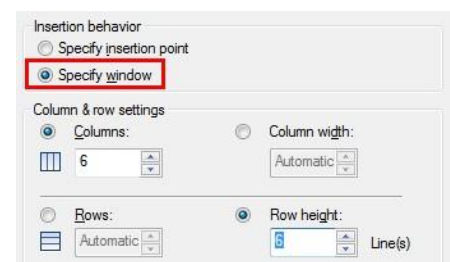 Insertion behavior
Specify insertion point
Specify window
Column & row settings
Columns: Column width:
6 Automatic
Rows: Row height:
Automatic 6 Line(s)